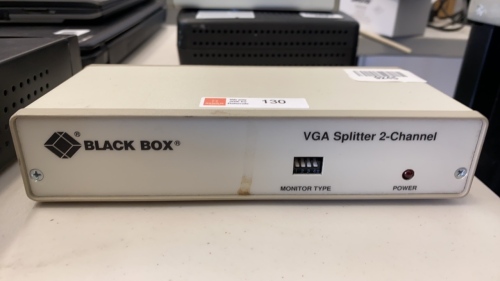 130
BLACK BOX®
VGA Splitter 2-Channel
MONITOR TYPE
POWER